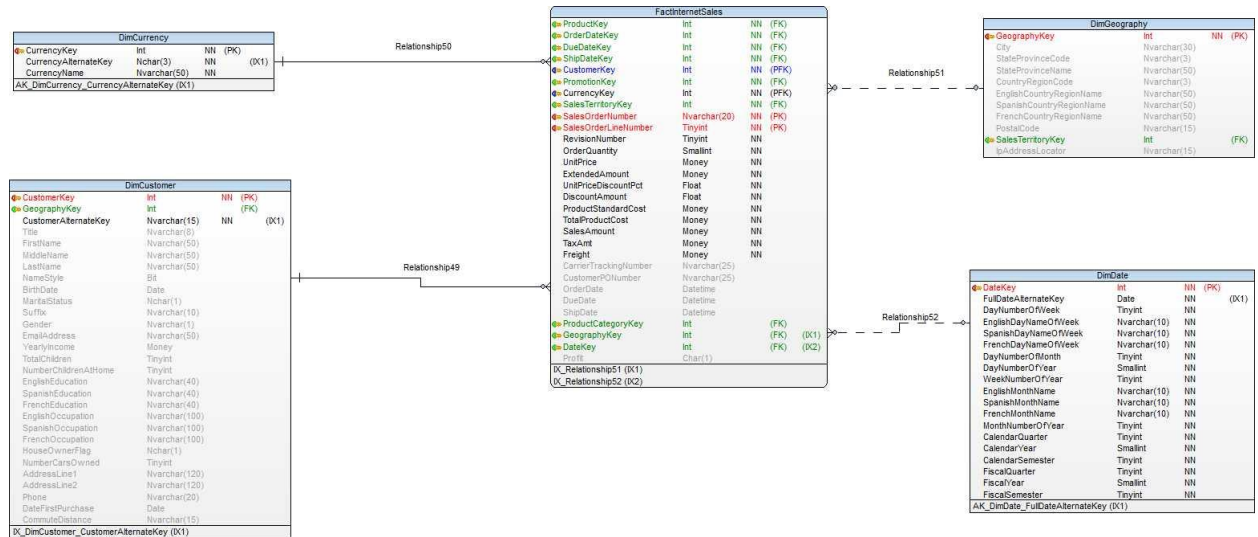 DimCurrency
CurrencyKey Int NN (PK)
CurrencyAlternateKey Nchar(3) NN (IX1)
CurrencyName Nvarchar(50) NN
AK_DimCurrency_CurrencyAlternateKey (IX1)
Relationship50
DimCustomer
CustomerKey Int NN (PK)
GeographyKey Int (FK)
CustomerAlternateKey Nvarchar(15) NN (IX1)
Title Nvarchar(8)
FirstName Nvarchar(50)
MiddleName Nvarchar(50)
LastName Nvarchar(50)
NameStyle Bit
BirthDate Date
MaritalStatus Nchar(1)
Suffix Nvarchar(10)
Gender Nvarchar(1)
EmailAddress Nvarchar(50)
YearlyIncome Money
TotalChildren Tinyint
NumberChildrenAtHome Tinyint
EnglishEducation Nvarchar(40)
SpanishEducation Nvarchar(40)
FrenchEducation Nvarchar(40)
EnglishOccupation Nvarchar(100)
SpanishOccupation Nvarchar(100)
FrenchOccupation Nvarchar(100)
HouseOwnerFlag Nchar(1)
NumberCarsOwned Tinyint
AddressLine1 Nvarchar(120)
AddressLine2 Nvarchar(120)
Phone Nvarchar(20)
DateFirstPurchase Date
CommuteDistance Nvarchar(15)
IX_DimCustomer_CustomerAlternateKey (IX1)
Relationship49
FactInternetSales
ProductKey Int NN (FK)
OrderDateKey Int NN (FK)
DueDateKey Int NN (FK)
ShipDateKey Int NN (FK)
CustomerKey Int NN (PFK)
PromotionKey Int NN (FK)
CurrencyKey Int NN (PFK)
SalesTerritoryKey Int NN (FK)
SalesOrderNumber Nvarchar(20) NN (PK)
SalesOrderLineNumber Tinyint NN (PK)
RevisionNumber Tinyint NN
OrderQuantity Smallint NN
UnitPrice Money NN
ExtendedAmount Money NN
UnitPriceDiscountPct Float NN
DiscountAmount Float NN
ProductStandardCost Money NN
TotalProductCost Money NN
SalesAmount Money NN
TaxAmt Money NN
Freight Money NN
CarrierTrackingNumber Nvarchar(25)
CustomerPONumber Nvarchar(25)
OrderDate Datetime
DueDate Datetime
ShipDate Datetime
ProductCategoryKey Int (FK)
GeographyKey Int (FK) (IX1)
DateKey Int (FK) (IX2)
Profit Char(1)
IX_Relationship51 (IX1)
IX_Relationship52 (IX2)
Relationship51
DimGeography
GeographyKey Int NN (PK)
City Nvarchar(30)
StateProvinceCode Nvarchar(3)
StateProvinceName Nvarchar(50)
CountryRegionCode Nvarchar(3)
EnglishCountryRegionName Nvarchar(50)
SpanishCountryRegionName Nvarchar(50)
FrenchCountryRegionName Nvarchar(50)
PostalCode Nvarchar(15)
SalesTerritoryKey Int (FK)
IpAddressLocator Nvarchar(15)
Relationship52
DimDate
DateKey Int NN (PK)
FullDateAlternateKey Date NN (IX1)
DayNumberOfWeek Tinyint NN
EnglishDayNameOfWeek Nvarchar(10) NN
SpanishDayNameOfWeek Nvarchar(10) NN
FrenchDayNameOfWeek Nvarchar(10) NN
DayNumberOfMonth Tinyint NN
DayNumberOfYear Smallint NN
WeekNumberOfYear Tinyint NN
EnglishMonthName Nvarchar(10) NN
SpanishMonthName Nvarchar(10) NN
FrenchMonthName Nvarchar(10) NN
MonthNumberOfYear Tinyint NN
CalendarQuarter Tinyint NN
CalendarYear Smallint NN
CalendarSemester Tinyint NN
FiscalQuarter Tinyint NN
FiscalYear Smallint NN
FiscalSemester Tinyint NN
AK_DimDate_FullDateAlternateKey (IX1)